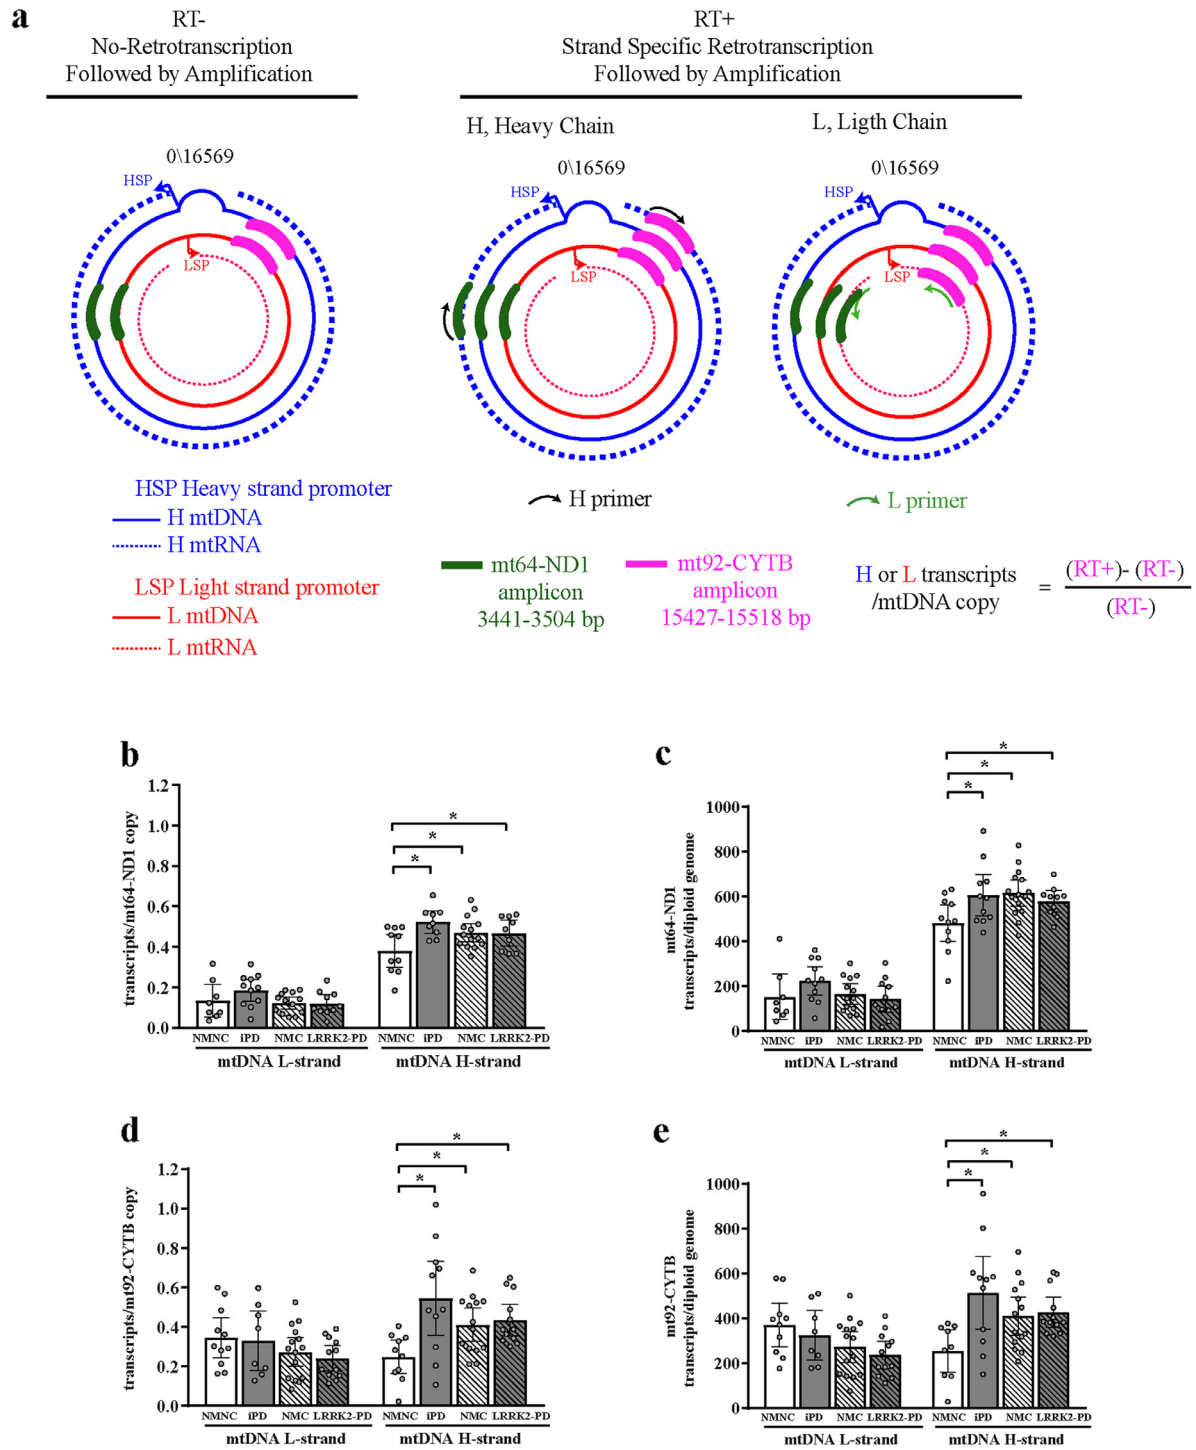 a
RT-
No-Retrotranscription
Followed by Amplification
RT+
Strand Specific Retrotranscription
Followed by Amplification
H, Heavy Chain
L, Ligth Chain
0\16569
HSP
LSP
0\16569
HSP
LSP
0\16569
HSP
LSP
HSP Heavy strand promoter
H mtDNA
H mtRNA
LSP Light strand promoter
L mtDNA
L mtRNA
H primer
L primer
mt64-ND1
amplicon
3441-3504 bp
mt92-CYTB
amplicon
15427-15518 bp
H or L transcripts
/mtDNA copy
=
(RT+)- (RT-)
(RT-)
b
transcripts/mt64-ND1 copy
1.2
1.0
0.8
0.6
0.4
0.2
0.0
*
*
*
NMNC iPD NMC LRRK2-PD NMNC iPD NMC LRRK2-PD
mtDNA L-strand mtDNA H-strand
c
mt64-ND1
transcripts/diploid genome
1000
800
600
400
200
0
*
*
*
NMNC iPD NMC LRRK2-PD NMNC iPD NMC LRRK2-PD
mtDNA L-strand mtDNA H-strand
d
transcripts/mt92-CYTB copy
1.2
1.0
0.8
0.6
0.4
0.2
0.0
*
*
*
NMNC iPD NMC LRRK2-PD NMNC iPD NMC LRRK2-PD
mtDNA L-strand mtDNA H-strand
e
mt92-CYTB
transcripts/diploid genome
1000
800
600
400
200
0
*
*
*
NMNC iPD NMC LRRK2-PD NMNC iPD NMC LRRK2-PD
mtDNA L-strand mtDNA H-strand